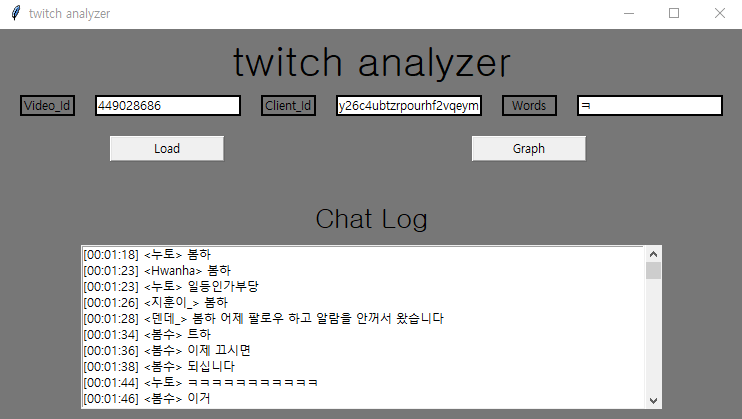 twitch analyzer
twitch analyzer
Video_Id 449028686 Client_Id y26c4ubtzrpourhf2vqeym Words ㅋ
Load Graph
Chat Log
[00:01:18] <누토> 봄하
[00:01:23] <Hwanha> 봄하
[00:01:23] <누토> 일등인가부당
[00:01:26] <지훈이_> 봄하
[00:01:28] <덴데_> 봄하 어제 팔로우 하고 알람을 안꺼서 왔습니다
[00:01:34] <봄수> 트하
[00:01:36] <봄수> 이제 끄시면
[00:01:38] <봄수> 되십니다
[00:01:44] <누토> ㅋㅋㅋㅋㅋㅋㅋㅋㅋㅋㅋ
[00:01:46] <봄수> 이거